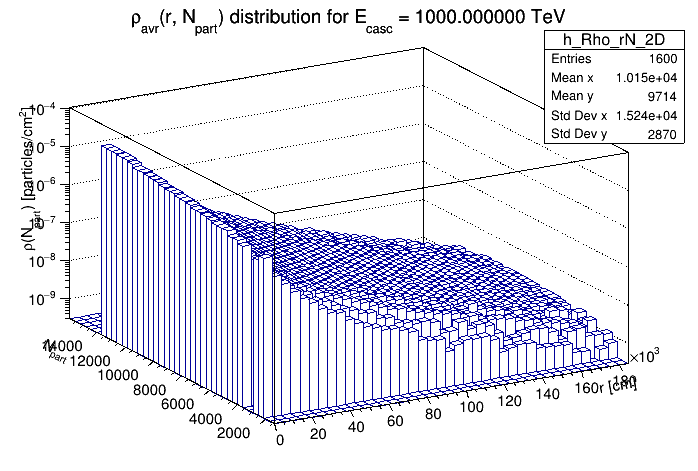 ρavr(r, Npart) distribution for Ecasc = 1000.000000 TeV
h_Rho_rN_2D
Entries 1600
Mean x 1.015e+04
Mean y 9714
Std Dev x 1.524e+04
Std Dev y 2870
ρ(Npart) [particles/cm²]
10⁻⁴
10⁻⁵
10⁻⁶
10⁻⁷
10⁻⁸
10⁻⁹
Npart
14000
12000
10000
8000
6000
4000
2000
0
20
40
60
80
100
120
140
160
180
r [cm]
×10³